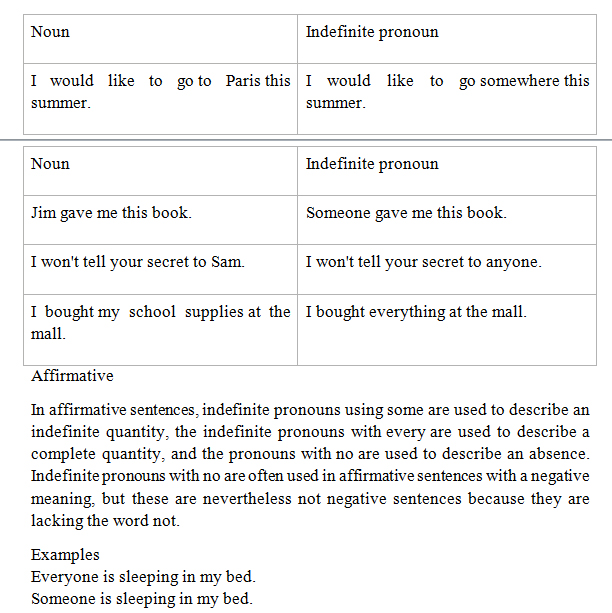 Noun Indefinite pronoun
I would like to go to Paris this I would like to go somewhere this
summer. summer.
Noun Indefinite pronoun
Jim gave me this book. Someone gave me this book.
I won't tell your secret to Sam. I won't tell your secret to anyone.
I bought my school supplies at the I bought everything at the mall.
mall.
Affirmative
In affirmative sentences, indefinite pronouns using some are used to describe an
indefinite quantity, the indefinite pronouns with every are used to describe a
complete quantity, and the pronouns with no are used to describe an absence.
Indefinite pronouns with no are often used in affirmative sentences with a negative
meaning, but these are nevertheless not negative sentences because they are
lacking the word not.
Examples
Everyone is sleeping in my bed.
Someone is sleeping in my bed.